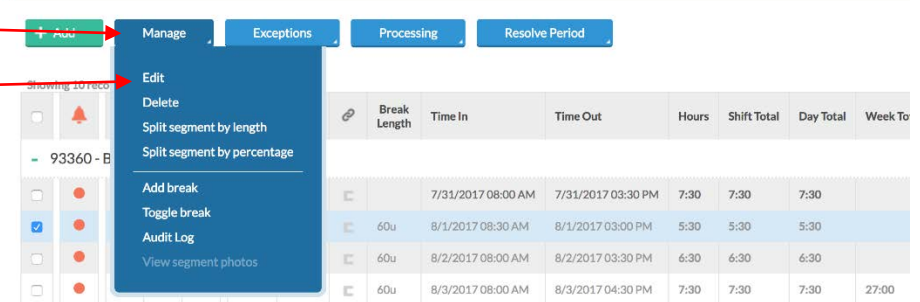 + Add Manage Exceptions Processing Resolve Period
Edit
Showing 10 reco
Delete
Split segment by length
Split segment by percentage
Break Length Time In Time Out Hours Shift Total Day Total Week To
- 93360 - B
Add break
7/31/2017 08:00 AM 7/31/2017 03:30 PM 7:30 7:30 7:30
Toggle break
60u 8/1/2017 08:30 AM 8/1/2017 03:00 PM 5:30 5:30 5:30
Audit Log
View segment photos
60u 8/2/2017 08:00 AM 8/2/2017 03:30 PM 6:30 6:30 6:30
60u 8/3/2017 08:00 AM 8/3/2017 04:30 PM 7:30 7:30 7:30 27:00